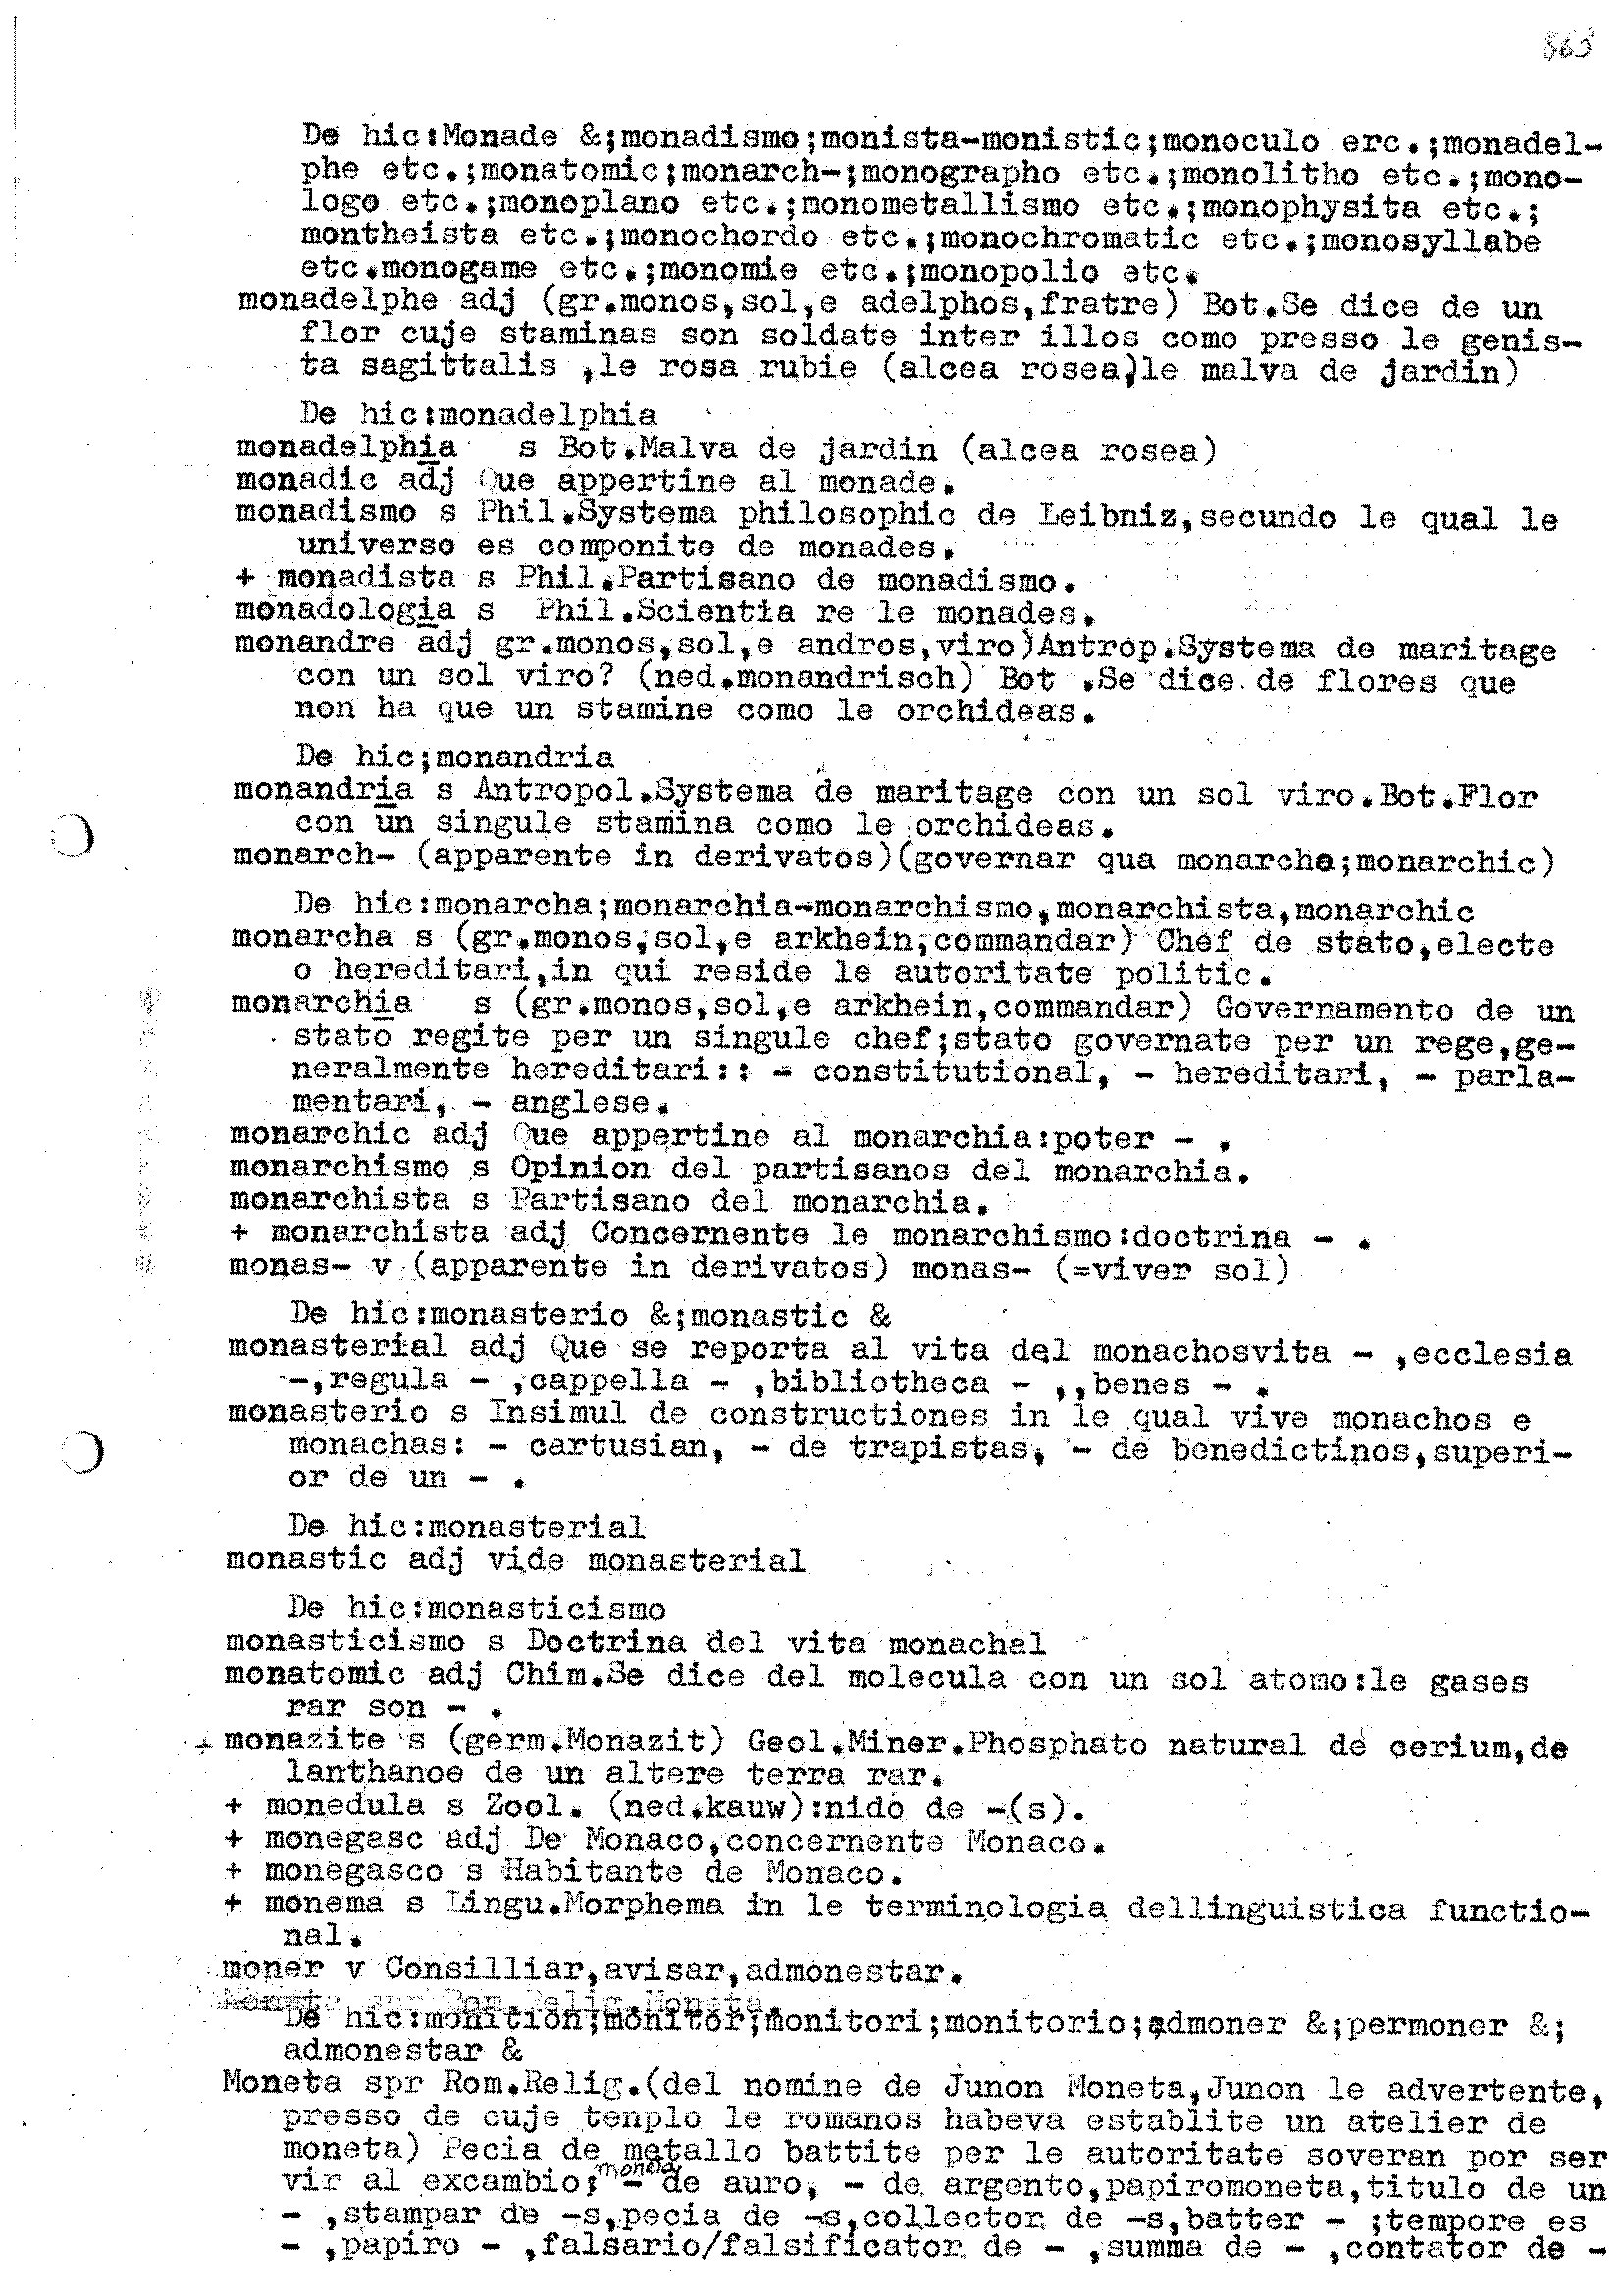 863
De hic:Monade &;monadismo;monista-monistic;monoculo erc.;monadel-
phe etc.;monatomic;monarch-;monographo etc.;monolitho etc.;mono-
logo etc.;monoplano etc.;monometallismo etc.;monophysita etc.;
montheista etc.;monochordo etc.;monochromatic etc.;monosyllabe
etc.monogame etc.;monomie etc.;monopolio etc.
monadelphe adj (gr.monos,sol,e adelphos,fratre) Bot.Se dice de un
flor cuje staminas son soldate inter illos como presso le genis-
ta sagittalis ,le rosa rubie (alcea rosea,le malva de jardin)
De hic:monadelphia
monadelphia s Bot.Malva de jardin (alcea rosea)
monadic adj Que appertine al monade.
monadismo s Phil.Systema philosophic de Leibniz,secundo le qual le
universo es componite de monades.
+ monadista s Phil.Partisano de monadismo.
monadologia s Phil.Scientia re le monades.
monandre adj gr.monos,sol,e andros,viro)Antrop.Systema de maritage
con un sol viro? (ned.monandrisch) Bot .Se dice de flores que
non ha que un stamine como le orchideas.
De hic;monandria
monandria s Antropol.Systema de maritage con un sol viro.Bot.Flor
con un singule stamina como le orchideas.
monarch- (apparente in derivatos)(governar qua monarcha;monarchic)
De hic:monarcha;monarchia-monarchismo,monarchista,monarchic
monarcha s (gr.monos,sol,e arkhein,commandar) Chef de stato,electe
o hereditari,in qui reside le autoritate politic.
monarchia s (gr.monos,sol,e arkhein,commandar) Governamento de un
stato regite per un singule chef;stato governate per un rege,ge-
neralmente hereditari:: - constitutional, - hereditari, - parla-
mentari, - anglese.
monarchic adj Que appertine al monarchia:poter - .
monarchismo s Opinion del partisanos del monarchia.
monarchista s Partisano del monarchia.
+ monarchista adj Concernente le monarchismo:doctrina - .
monas- v (apparente in derivatos) monas- (=viver sol)
De hic:monasterio &;monastic &
monasterial adj Que se reporta al vita del monachosvita - ,ecclesia
-,regula - ,cappella - ,bibliotheca - ,,benes - .
monasterio s Insimul de constructiones in le qual vive monachos e
monachas: - cartusian, - de trapistas, - de benedictinos,superi-
or de un - .
De hic:monasterial
monastic adj vide monasterial
De hic:monasticismo
monasticismo s Doctrina del vita monachal
monatomic adj Chim.Se dice del molecula con un sol atomo:le gases
rar son - .
+ monazite s (germ.Monazit) Geol.Miner.Phosphato natural de cerium,de
lanthanoe de un altere terra rar.
+ monedula s Zool. (ned.kauw):nido de -(s).
+ monegasc adj De Monaco,concernente Monaco.
+ monegasco s Habitante de Monaco.
+ monema s Lingu.Morphema in le terminologia dellinguistica functio-
nal.
moner v Consilliar,avisar,admonestar.
Moneta spr Rom.Relig.Moneta.
De hic:monition;monitor;monitori;monitorio;admoner &;permoner &;
admonestar &
Moneta spr Rom.Relig.(del nomine de Junon Moneta,Junon le advertente,
presso de cuje tenplo le romanos habeva establite un atelier de
moneta) Pecia de metallo battite per le autoritate soveran por ser
moneta
vir al excambio; - de auro, - de argento,papiromoneta,titulo de un
- ,stampar de -s,pecia de -s,collector de -s,batter - ;tempore es
- ,papiro - ,falsario/falsificator de - ,summa de - ,contator de -